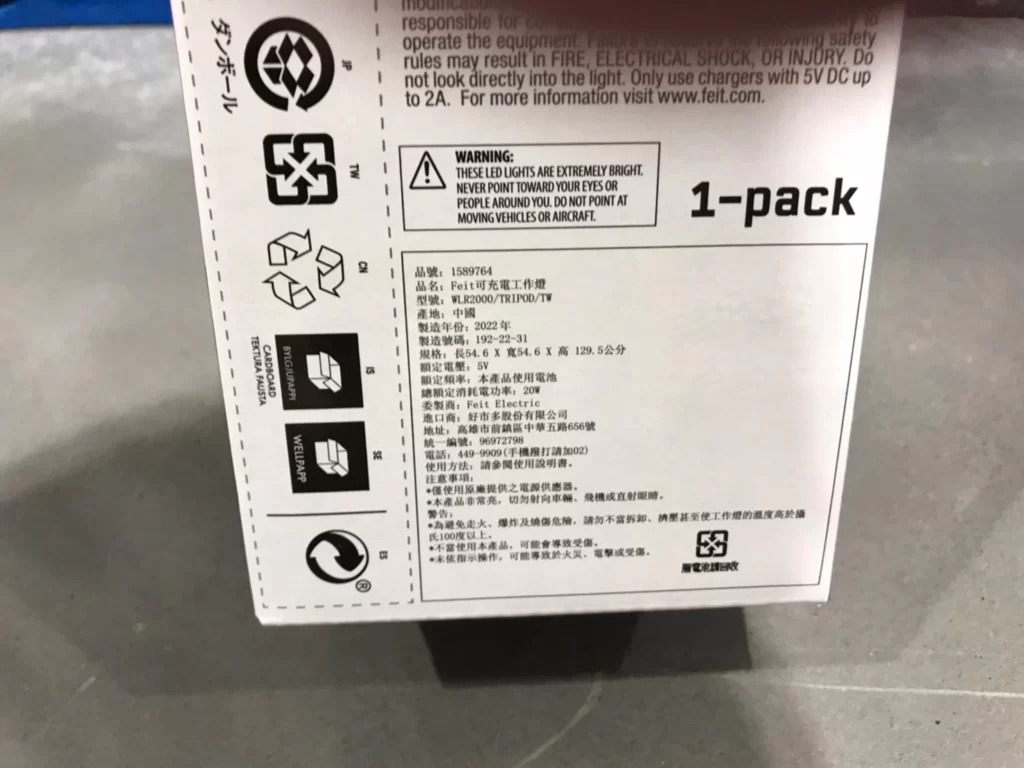 responsible for
operate the equipment. following safety
rules may result in FIRE, ELECTRICAL SHOCK, OR INJURY. Do
not look directly into the light. Only use chargers with 5V DC up
to 2A. For more information visit www.feit.com.
WARNING:
THESE LED LIGHTS ARE EXTREMELY BRIGHT.
NEVER POINT TOWARD YOUR EYES OR
PEOPLE AROUND YOU. DO NOT POINT AT
MOVING VEHICLES OR AIRCRAFT.
1-pack
品號: 1589764
品名: Feit可充電工作燈
型號: WLR2000/TRIPOD/TW
產地: 中國
製造年份: 2022年
製造號碼: 192-22-31
規格: 長54.6 X 寬54.6 X 高 129.5公分
額定電壓: 5V
額定頻率: 本產品使用電池
總額定消耗電功率: 20W
委製商: Feit Electric
進口商: 好市多股份有限公司
地址: 高雄市前鎮區中華五路656號
統一編號: 96972798
電話: 449-9909(手機撥打請加02)
使用方法: 請參閱使用說明書。
注意事項:
*僅使用原廠提供之電源供應器。
*本產品非常亮, 切勿射向車輛、飛機或直射眼睛。
警告:
*為避免走火、爆炸及燒傷危險, 請勿不當拆卸、擠壓甚至使工作燈的溫度高於攝
氏100度以上。
*不當使用本產品, 可能會導致受傷。
*未依指示操作, 可能導致於火災、電擊或受傷。
廢電池請回收
ダンボール
JP
TW
CN
CARDBOARD
TEKTURA FALISTA
BYLGJUPAPPI
IS
WELLPAPP
SE
ES
®